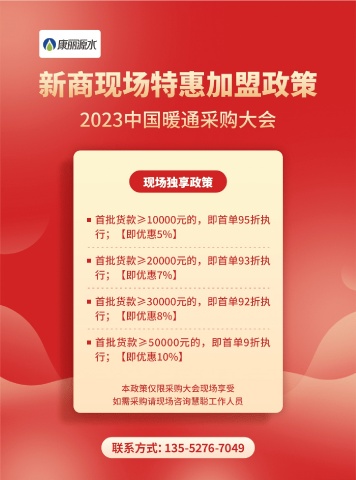 康丽源水
新商现场特惠加盟政策
2023中国暖通采购大会
现场独享政策
首批货款≥10000元的，即首单95折执
行；【即优惠5%】
首批货款≥20000元的，即首单93折执
行；【即优惠7%】
首批货款≥30000元的，即首单92折执
行；【即优惠8%】
首批货款≥50000元的，即首单9折执
行；【即优惠10%】
本政策仅限采购大会现场享受
如需采购请现场咨询慧聪工作人员
联系方式：135-5276-7049